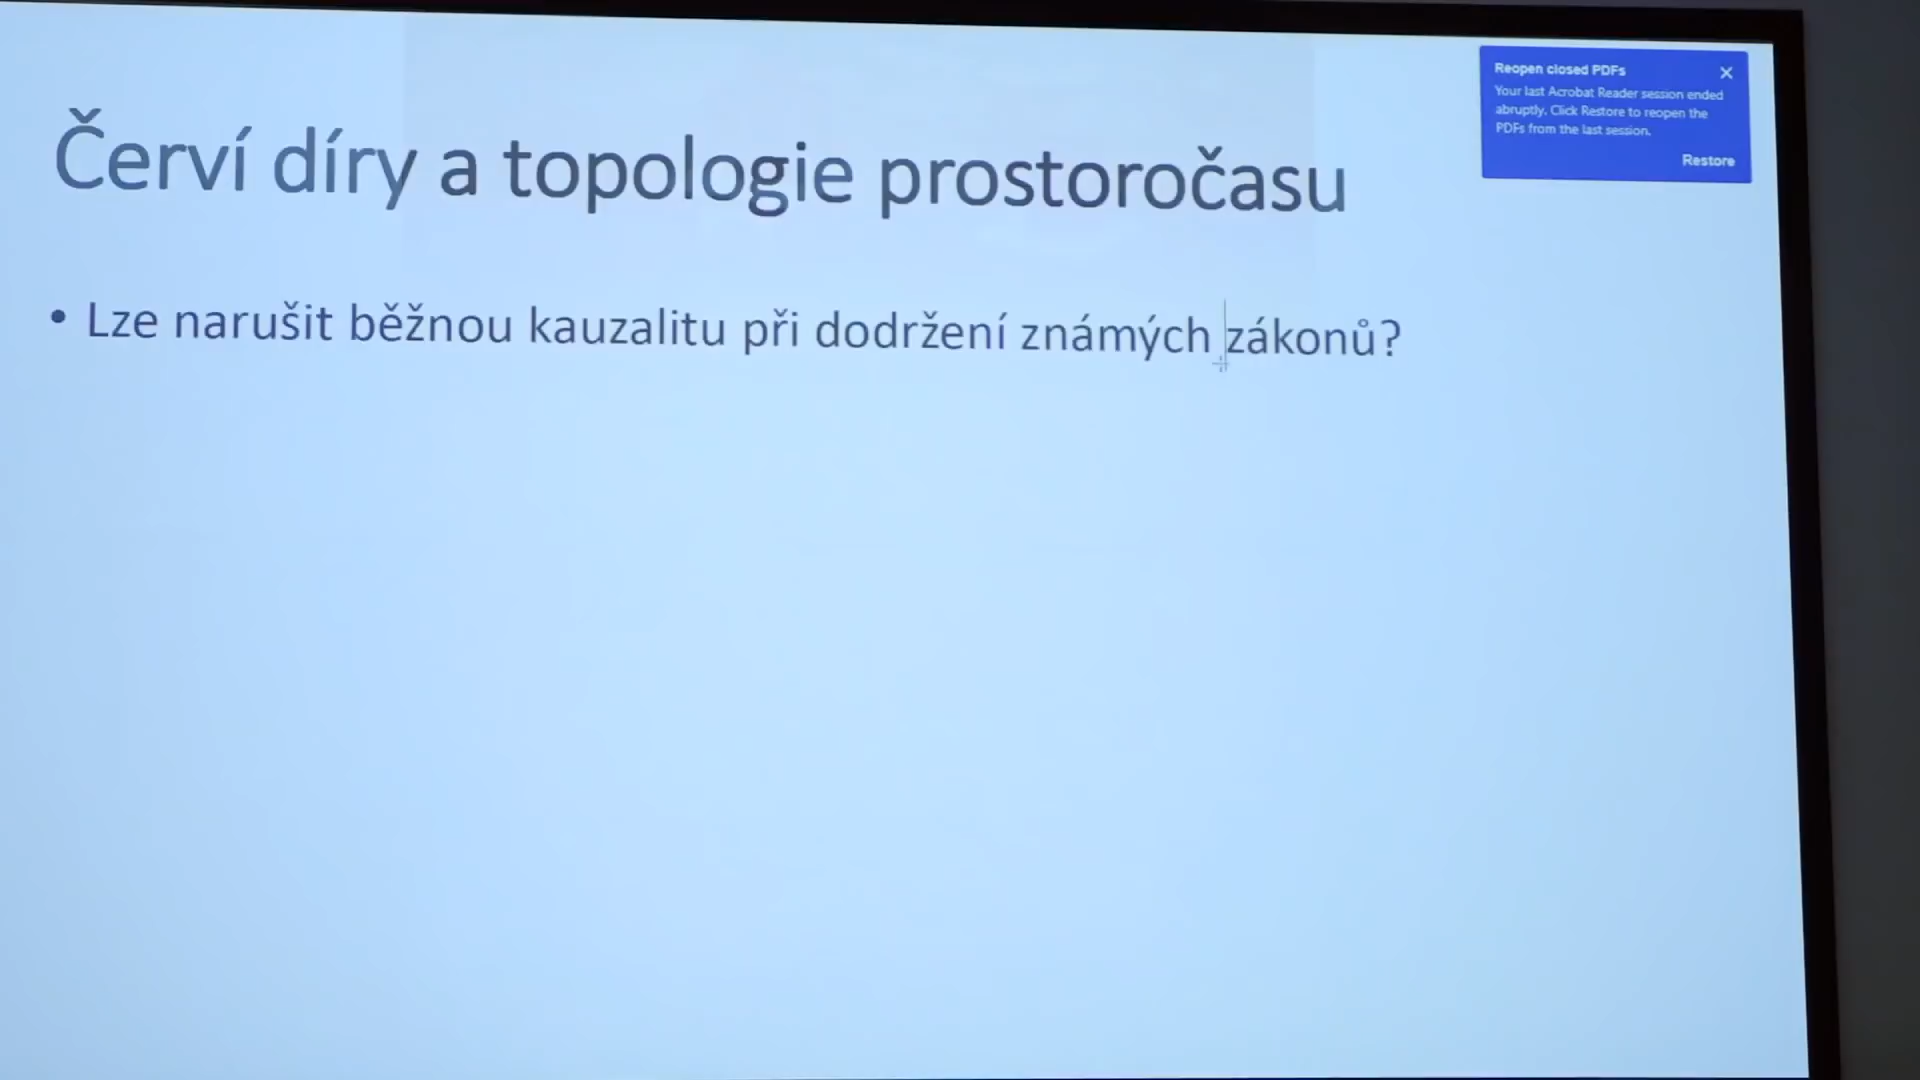 Červí díry a topologie prostoročasu
• Lze narušit běžnou kauzalitu při dodržení známých zákonů?
Reopen closed PDFs
Your last Acrobat Reader session ended
abruptly. Click Restore to reopen the
PDFs from the last session.
Restore